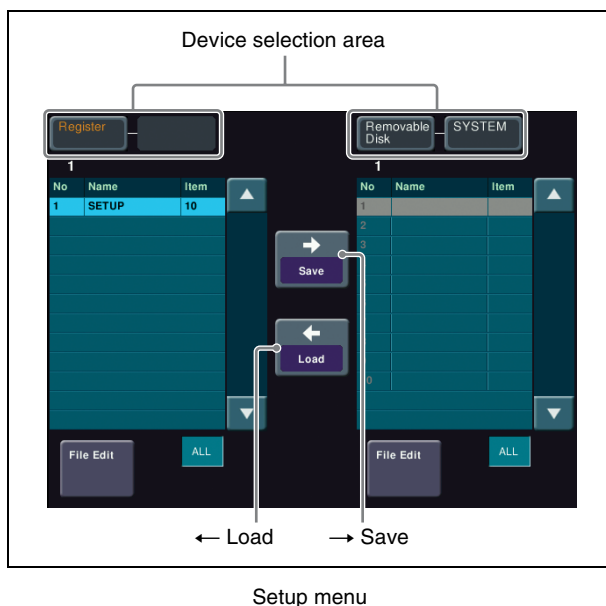 Device selection area
Register
Removable Disk
SYSTEM
1
1
No Name Item
1 SETUP 10
No Name Item
1
2
3
0
Save
Load
File Edit
ALL
File Edit
ALL
← Load
→ Save
Setup menu